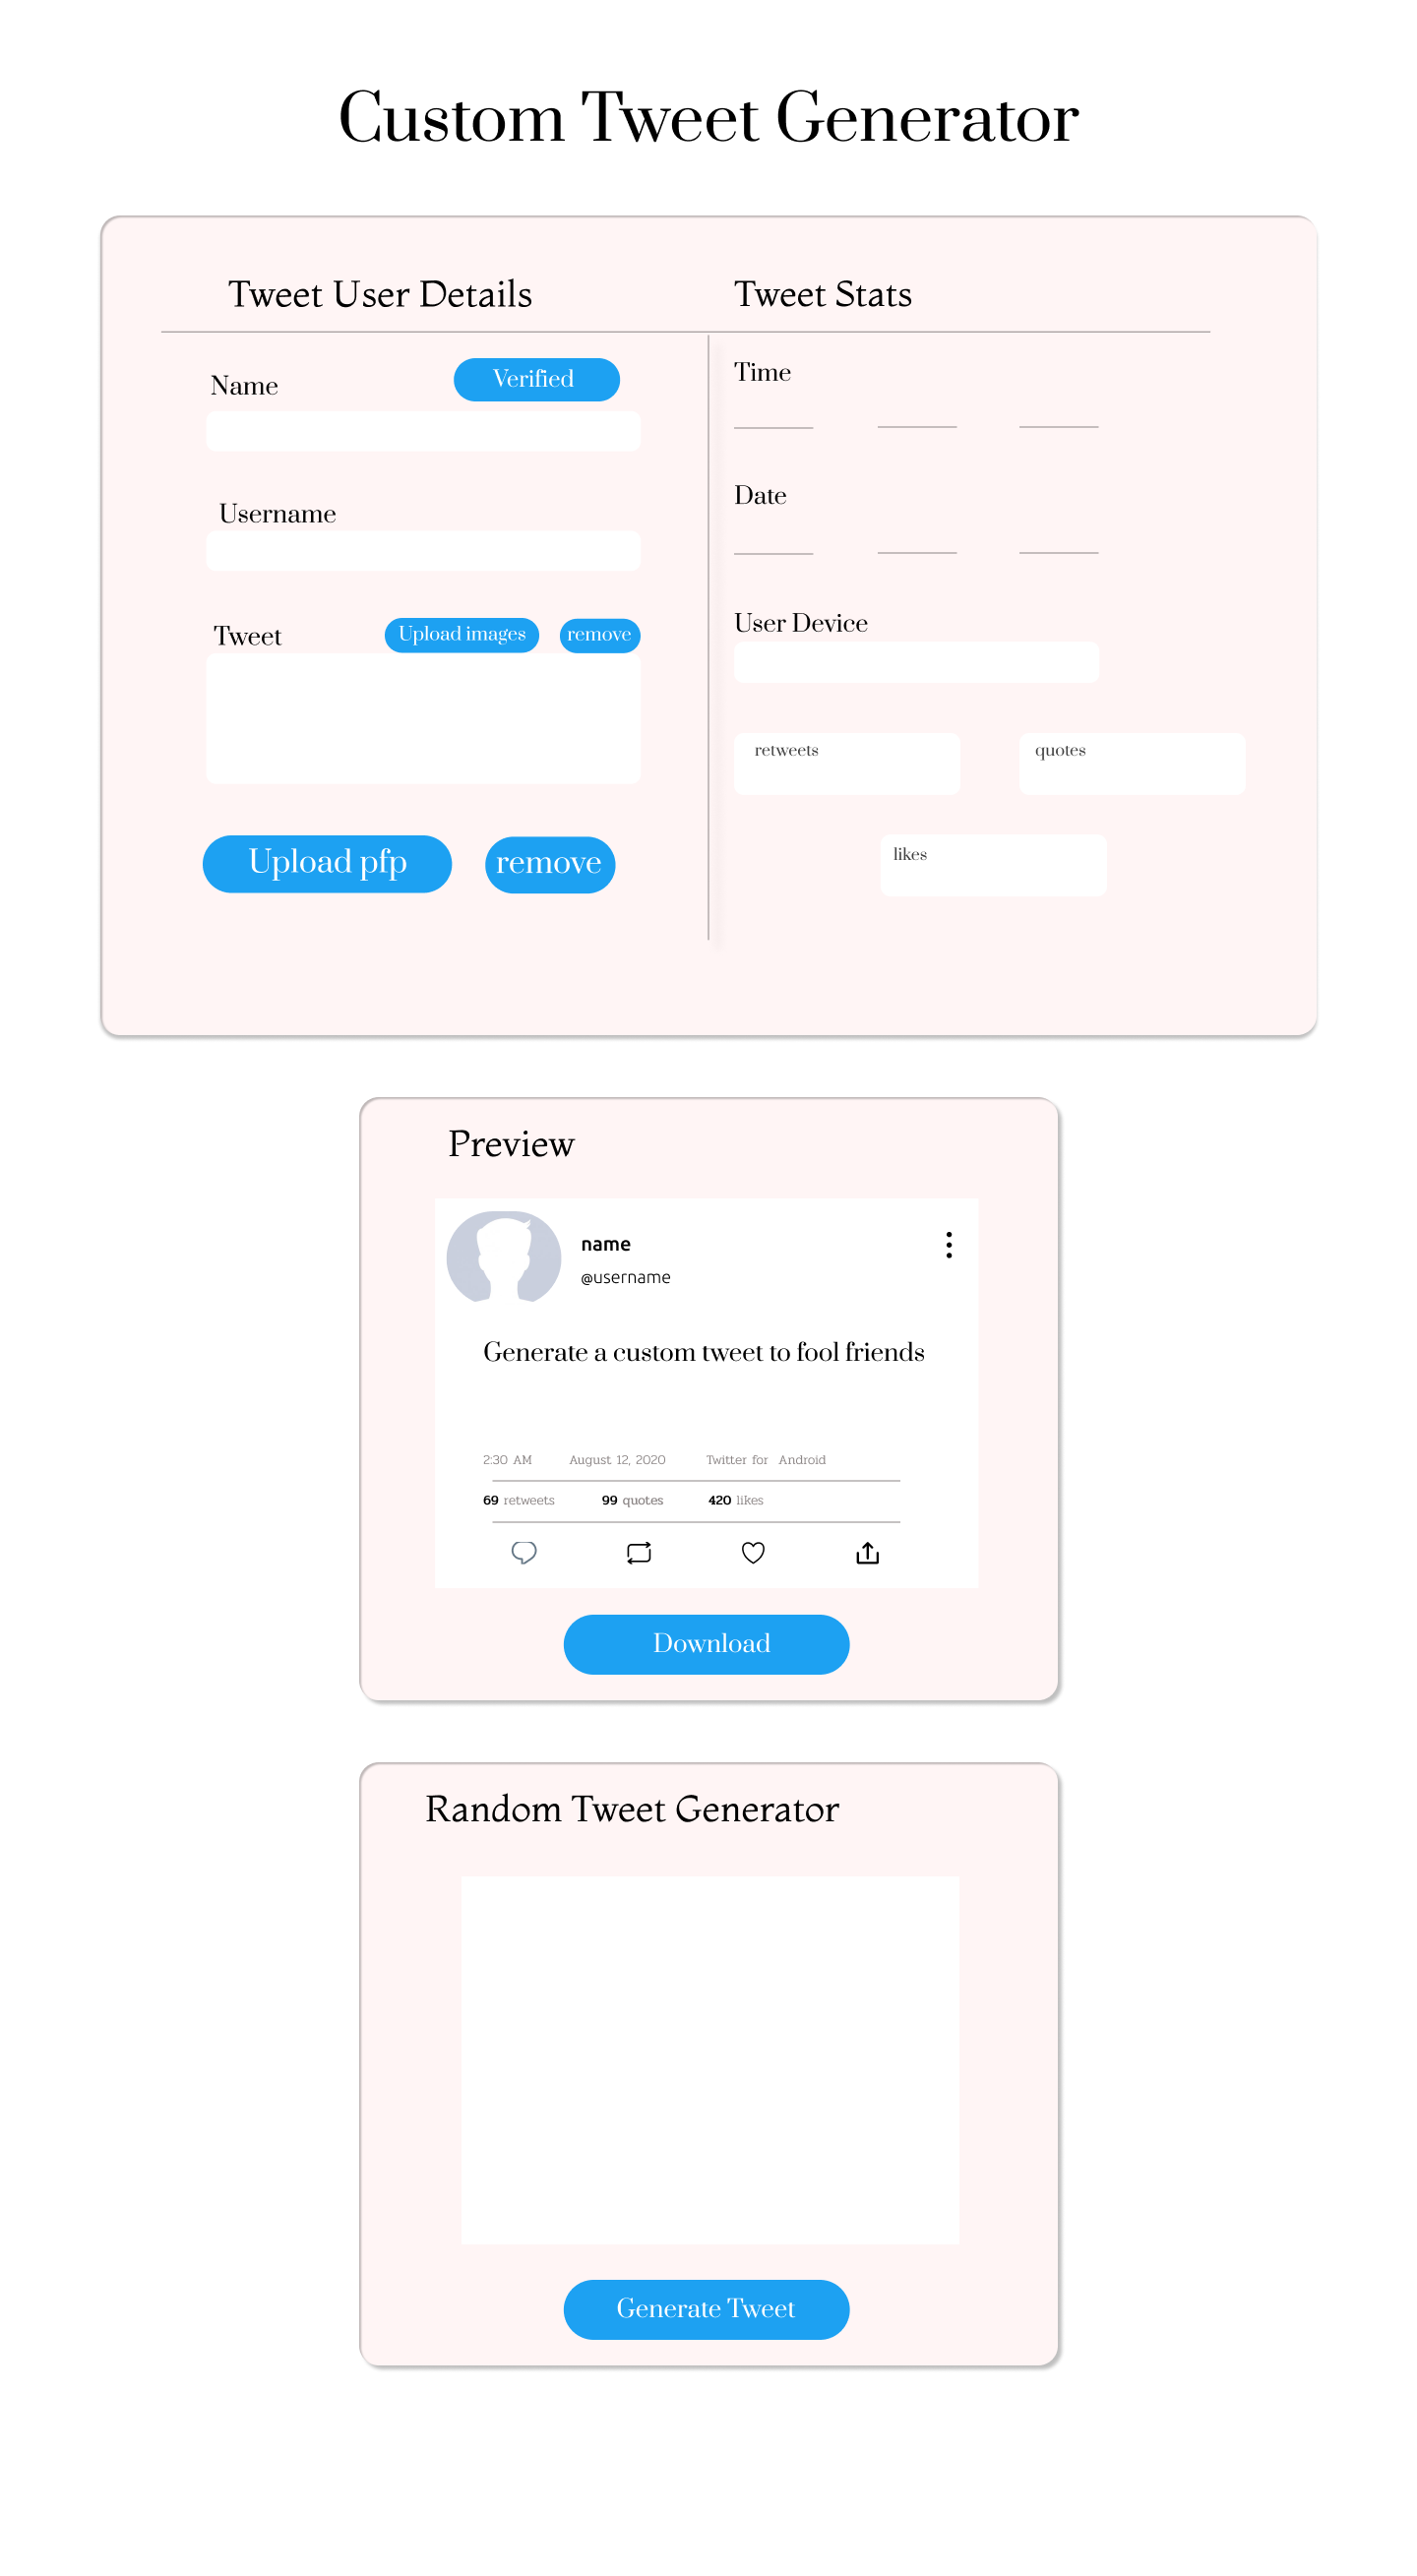 Custom Tweet Generator
Tweet User Details
Name
Verified
Username
Tweet
Upload images
remove
Upload pfp
remove
Tweet Stats
Time
Date
User Device
retweets
quotes
likes
Preview
name
@username
Generate a custom tweet to fool friends
2:30 AM August 12, 2020 Twitter for Android
69 retweets 99 quotes 420 likes
Download
Random Tweet Generator
Generate Tweet